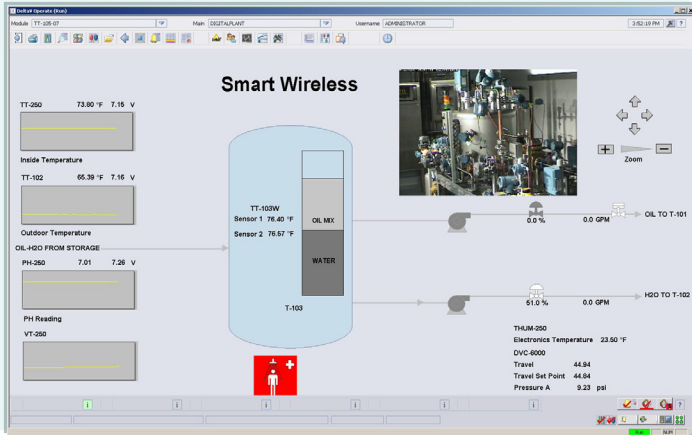 DeltaV Operate (Run)
Module TT-105-07 Main DIGITALPLANT Username ADMINISTRATOR 3:52:19 PM ?
Smart Wireless
TT-250 73.80 °F 7.15 V
Inside Temperature
TT-102 65.39 °F 7.16 V
Outdoor Temperature
OIL-H2O FROM STORAGE
PH-250 7.01 7.26 V
PH Reading
VT-250
TT-103W
Sensor 1 76.40 °F
Sensor 2 76.67 °F
OIL MIX
WATER
T-103
Zoom
0.0 % 0.0 GPM OIL TO T-101
51.0 % 0.0 GPM H2O TO T-102
THUM-250
Electronics Temperature 23.50 °F
DVC-6000
Travel 44.94
Travel Set Point 44.84
Pressure A 9.23 psi
i i i i i i ?
Run NUM